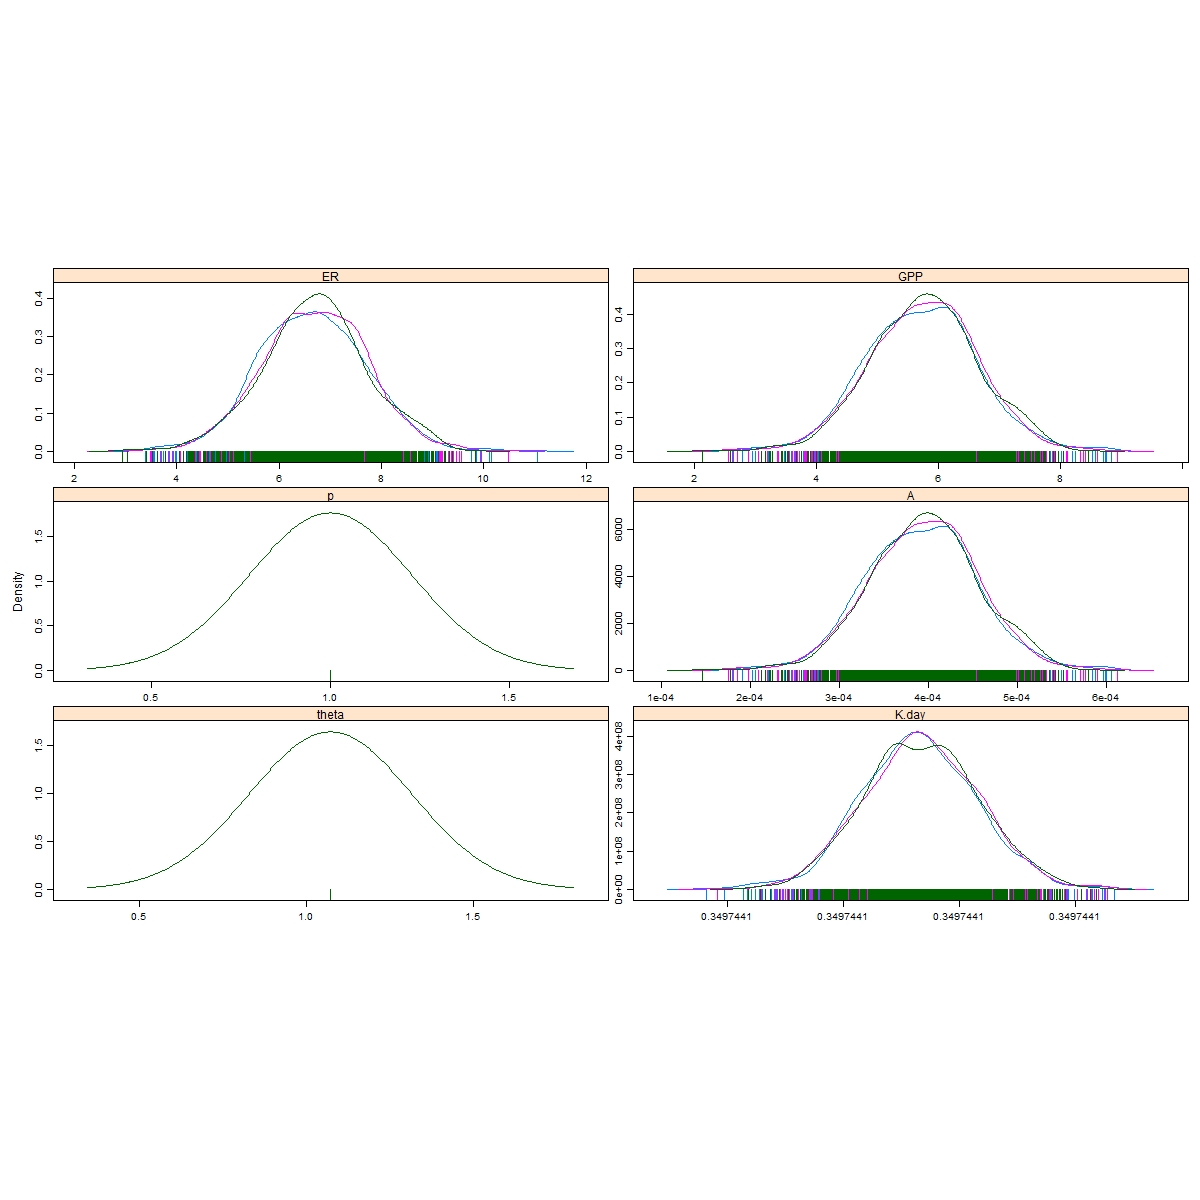 ER
0.0 0.1 0.2 0.3 0.4
2 4 6 8 10 12
GPP
0.0 0.1 0.2 0.3 0.4
2 4 6 8
Density
p
0.0 0.5 1.0 1.5
0.5 1.0 1.5
A
0 2000 4000 6000
1e-04 2e-04 3e-04 4e-04 5e-04 6e-04
theta
0.0 0.5 1.0 1.5
0.5 1.0 1.5
K.day
0e+00 1e+08 2e+08 3e+08 4e+08
0.3497441 0.3497441 0.3497441 0.3497441